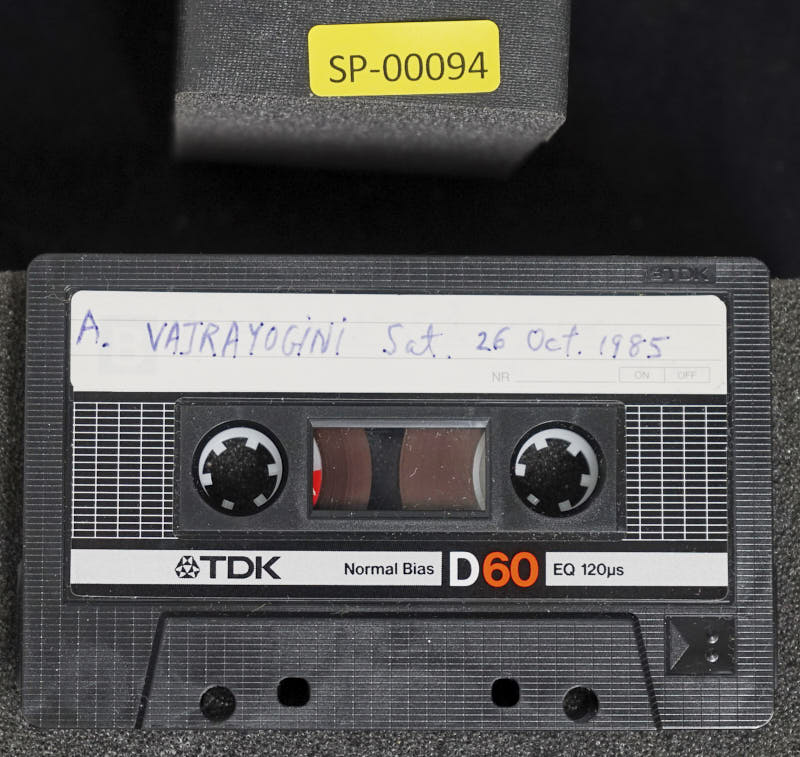 SP-00094
TDK
A. VAJRAYOGINI Sat. 26 Oct. 1985
NR ON OFF
TDK Normal Bias D60 EQ 120µs